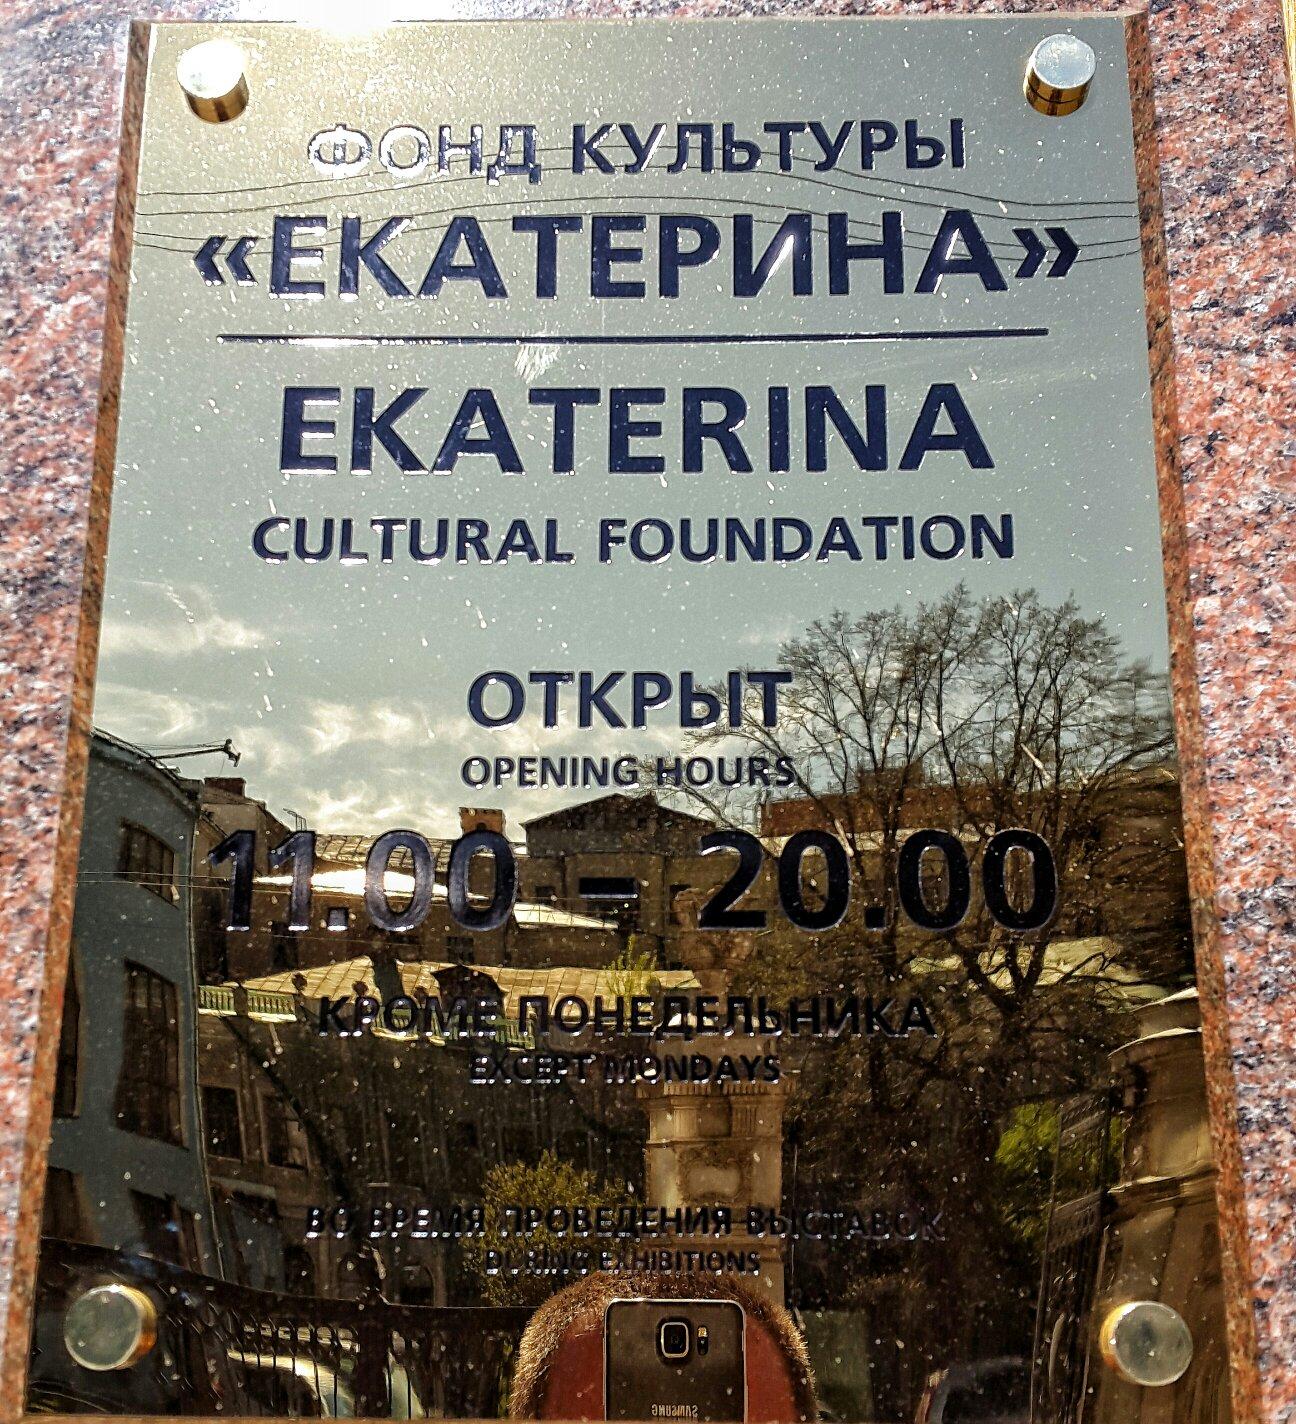 ФОНД КУЛЬТУРЫ
«ЕКАТЕРИНА»
EKATERINA
CULTURAL FOUNDATION
ОТКРЫТ
OPENING HOURS
11.00 – 20.00
КРОМЕ ПОНЕДЕЛЬНИКА
EXCEPT MONDAYS
ВО ВРЕМЯ ПРОВЕДЕНИЯ ВЫСТАВОК
DURING EXHIBITIONS
SAMSUNG